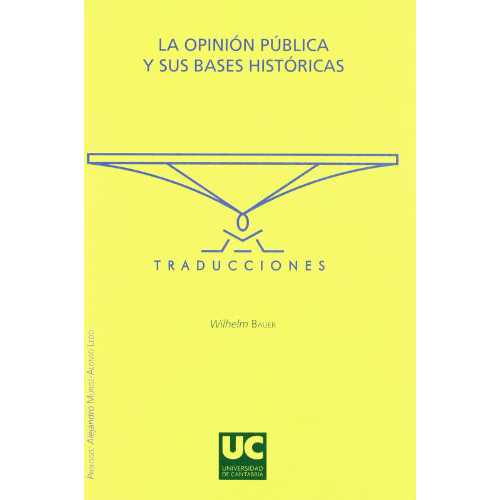 LA OPINIÓN PÚBLICA
Y SUS BASES HISTÓRICAS
TRADUCCIONES
Wilhelm BAUER
PRÓLOGO: Alejandro MUÑOZ-ALONSO LEDO
UC
UNIVERSIDAD
DE CANTABRIA